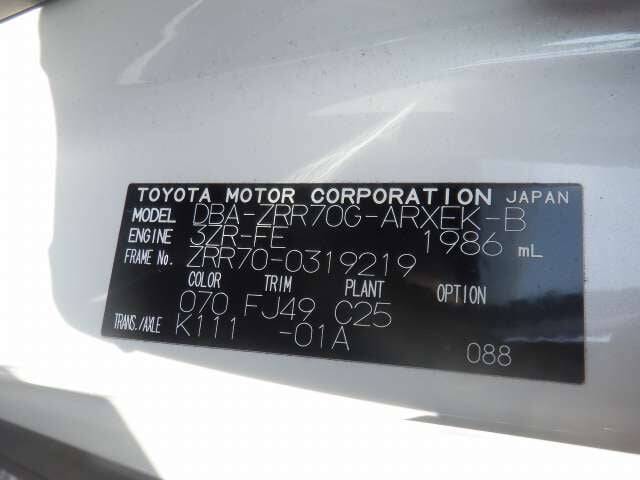 TOYOTA MOTOR CORPORATION JAPAN
MODEL DBA-ZRR70G-ARXEK-B
ENGINE 3ZR-FE 1986 mL
FRAME No. ZRR70-0319219
COLOR TRIM PLANT OPTION
070 FJ49 C25
TRANS./AXLE K111 -01A
088